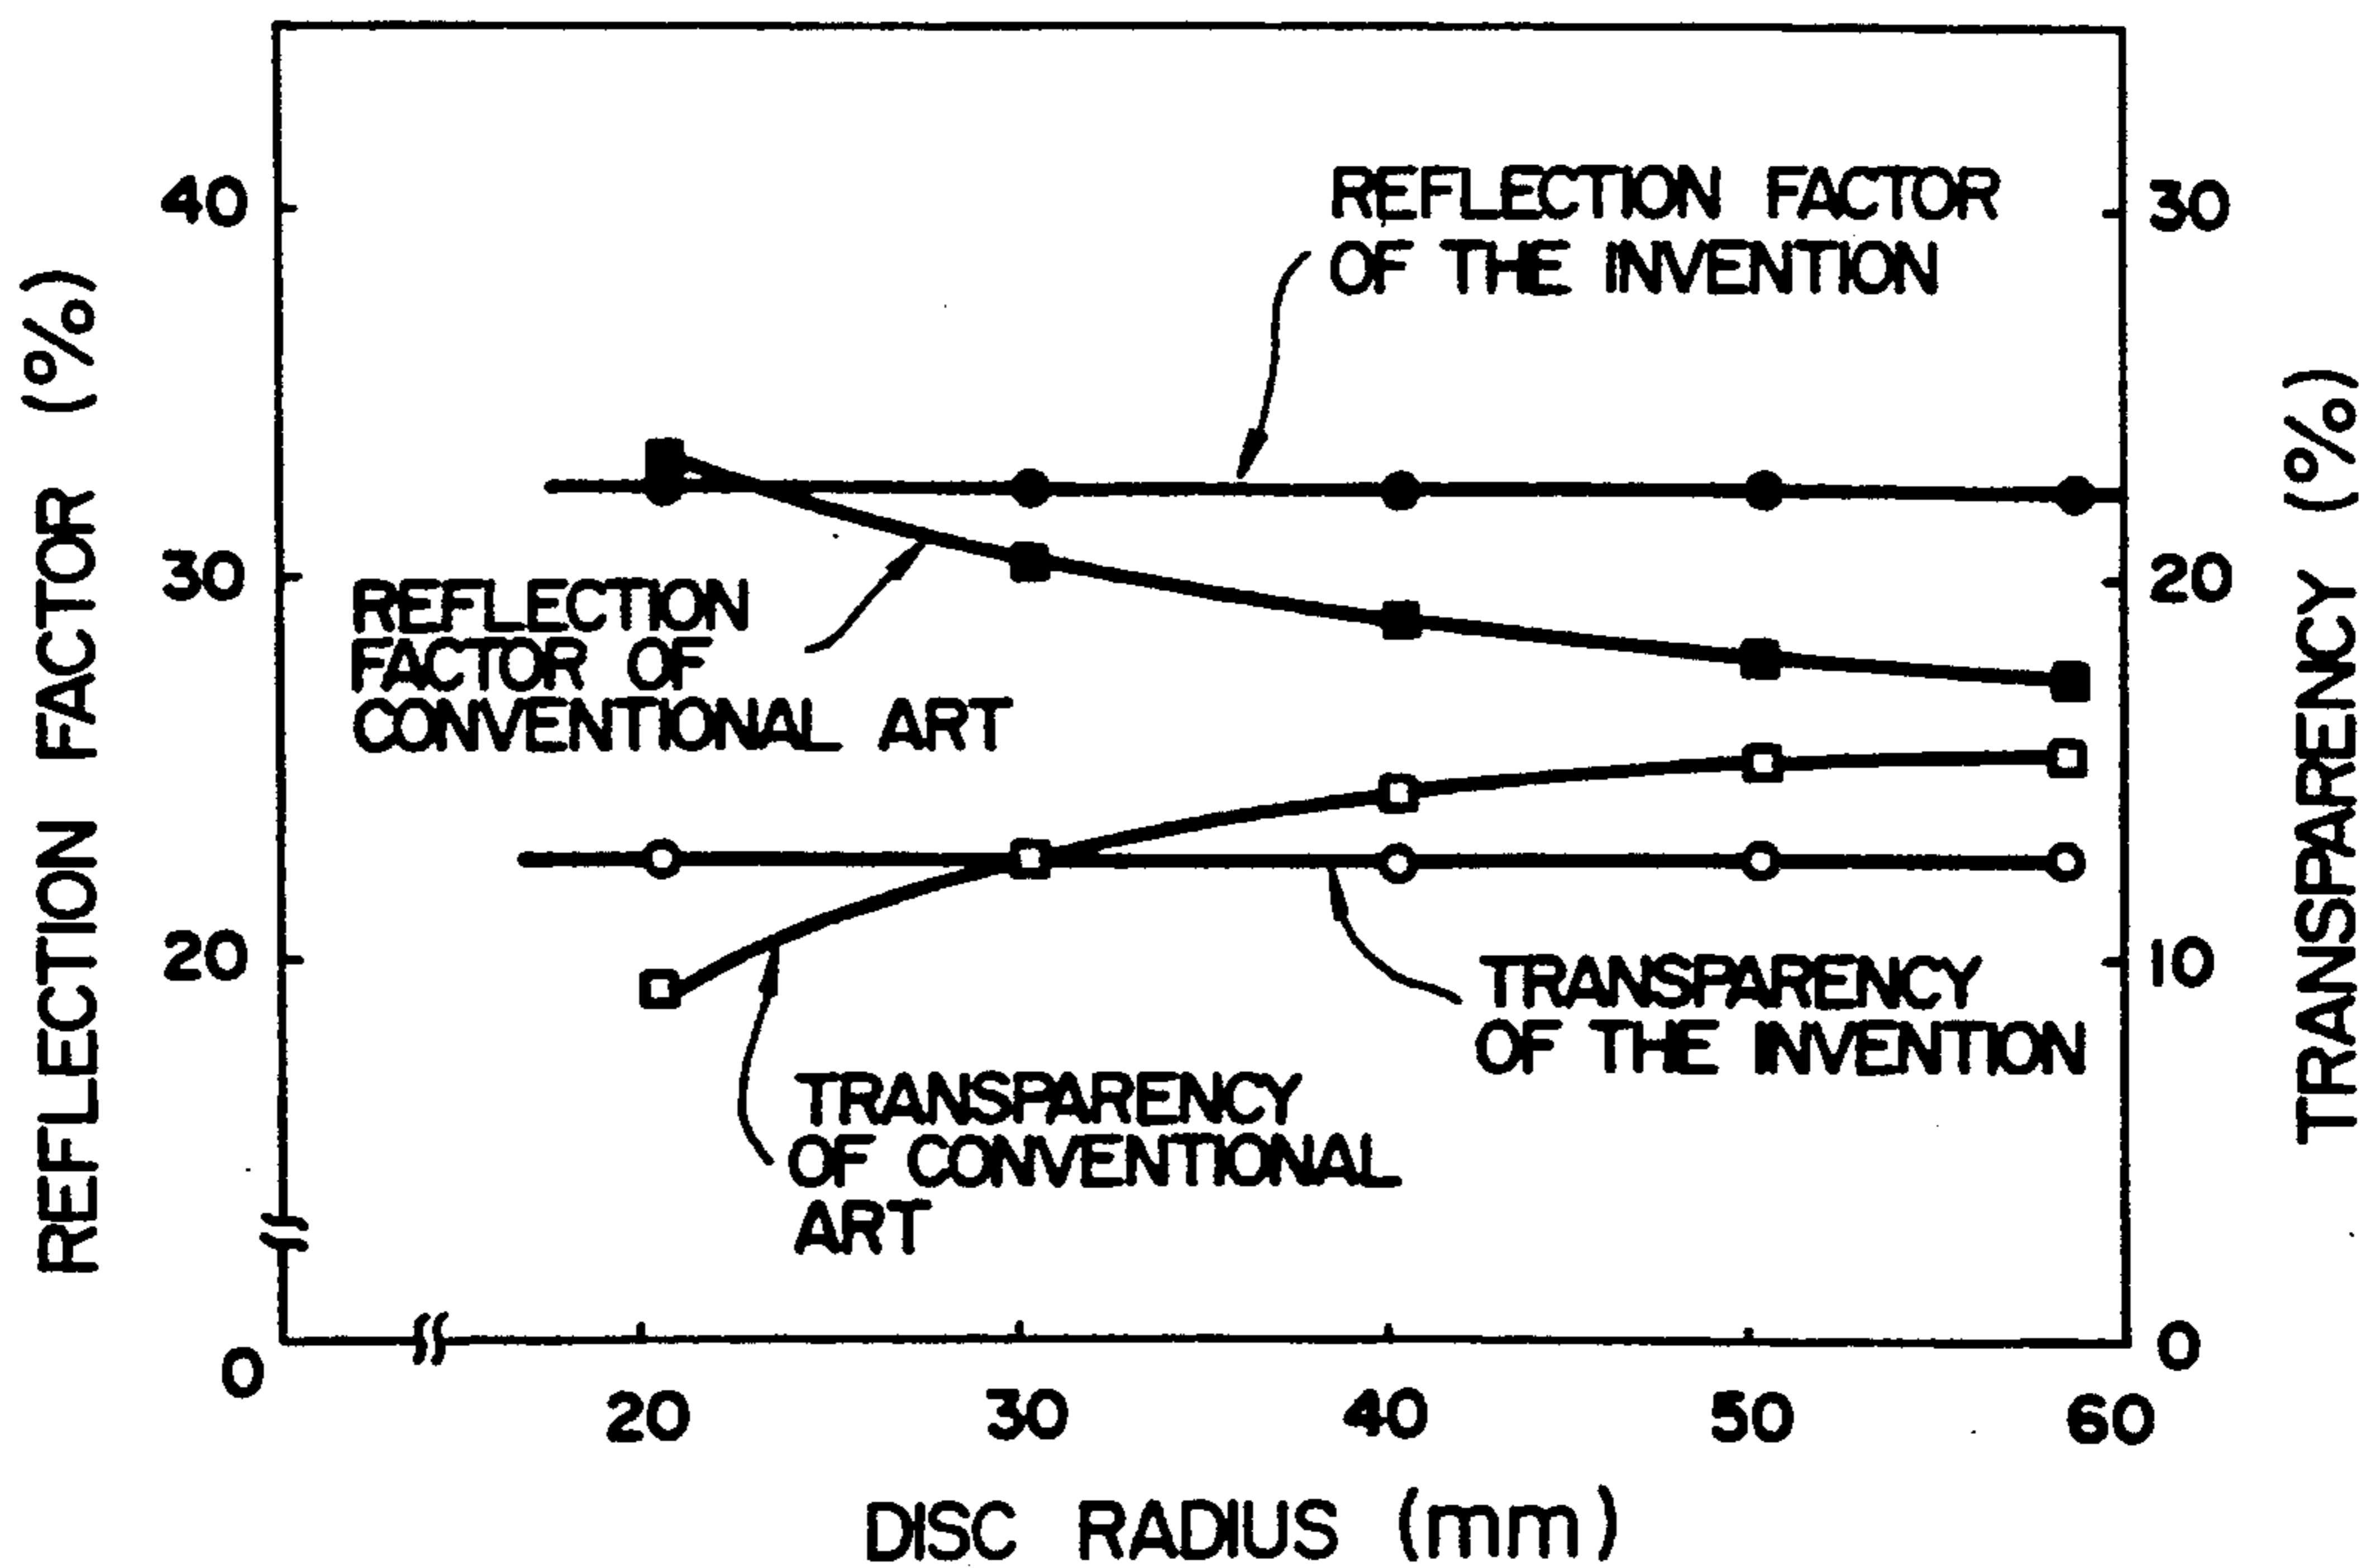 REFLECTION FACTOR (%)
40
30
20
0
REFLECTION FACTOR
OF THE INVENTION
REFLECTION
FACTOR OF
CONVENTIONAL ART
TRANSPARENCY
OF THE INVENTION
TRANSPARENCY
OF CONVENTIONAL
ART
30
20
10
0
TRANSPARENCY (%)
20 30 40 50 60
DISC RADIUS (mm)